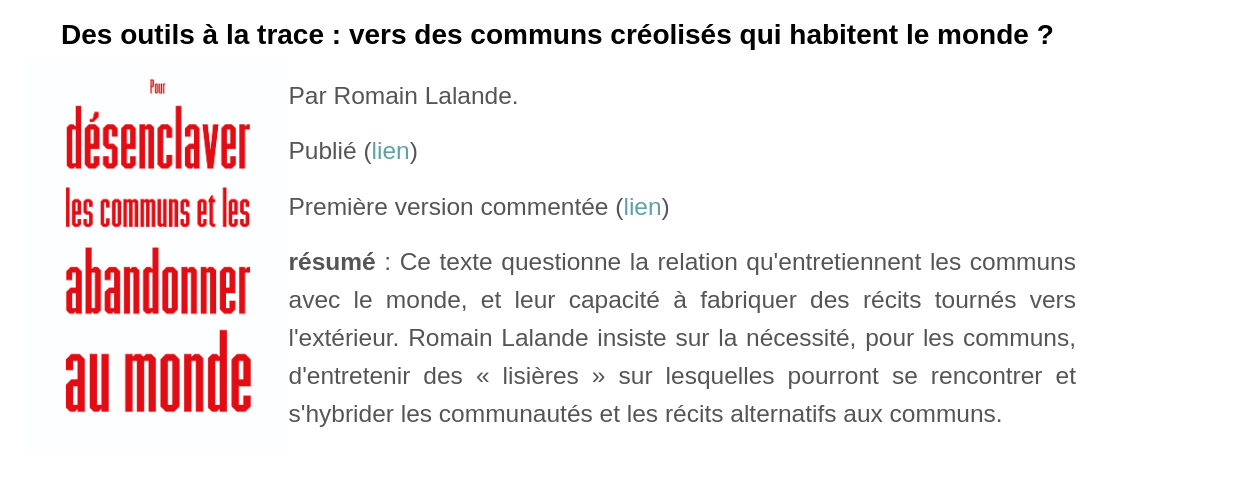 Des outils à la trace : vers des communs créolisés qui habitent le monde ?
Pour
désenclaver
les communs et les
abandonner
au monde
Par Romain Lalande.
Publié (lien)
Première version commentée (lien)
résumé : Ce texte questionne la relation qu'entretiennent les communs
avec le monde, et leur capacité à fabriquer des récits tournés vers
l'extérieur. Romain Lalande insiste sur la nécessité, pour les communs,
d'entretenir des « lisières » sur lesquelles pourront se rencontrer et
s'hybrider les communautés et les récits alternatifs aux communs.